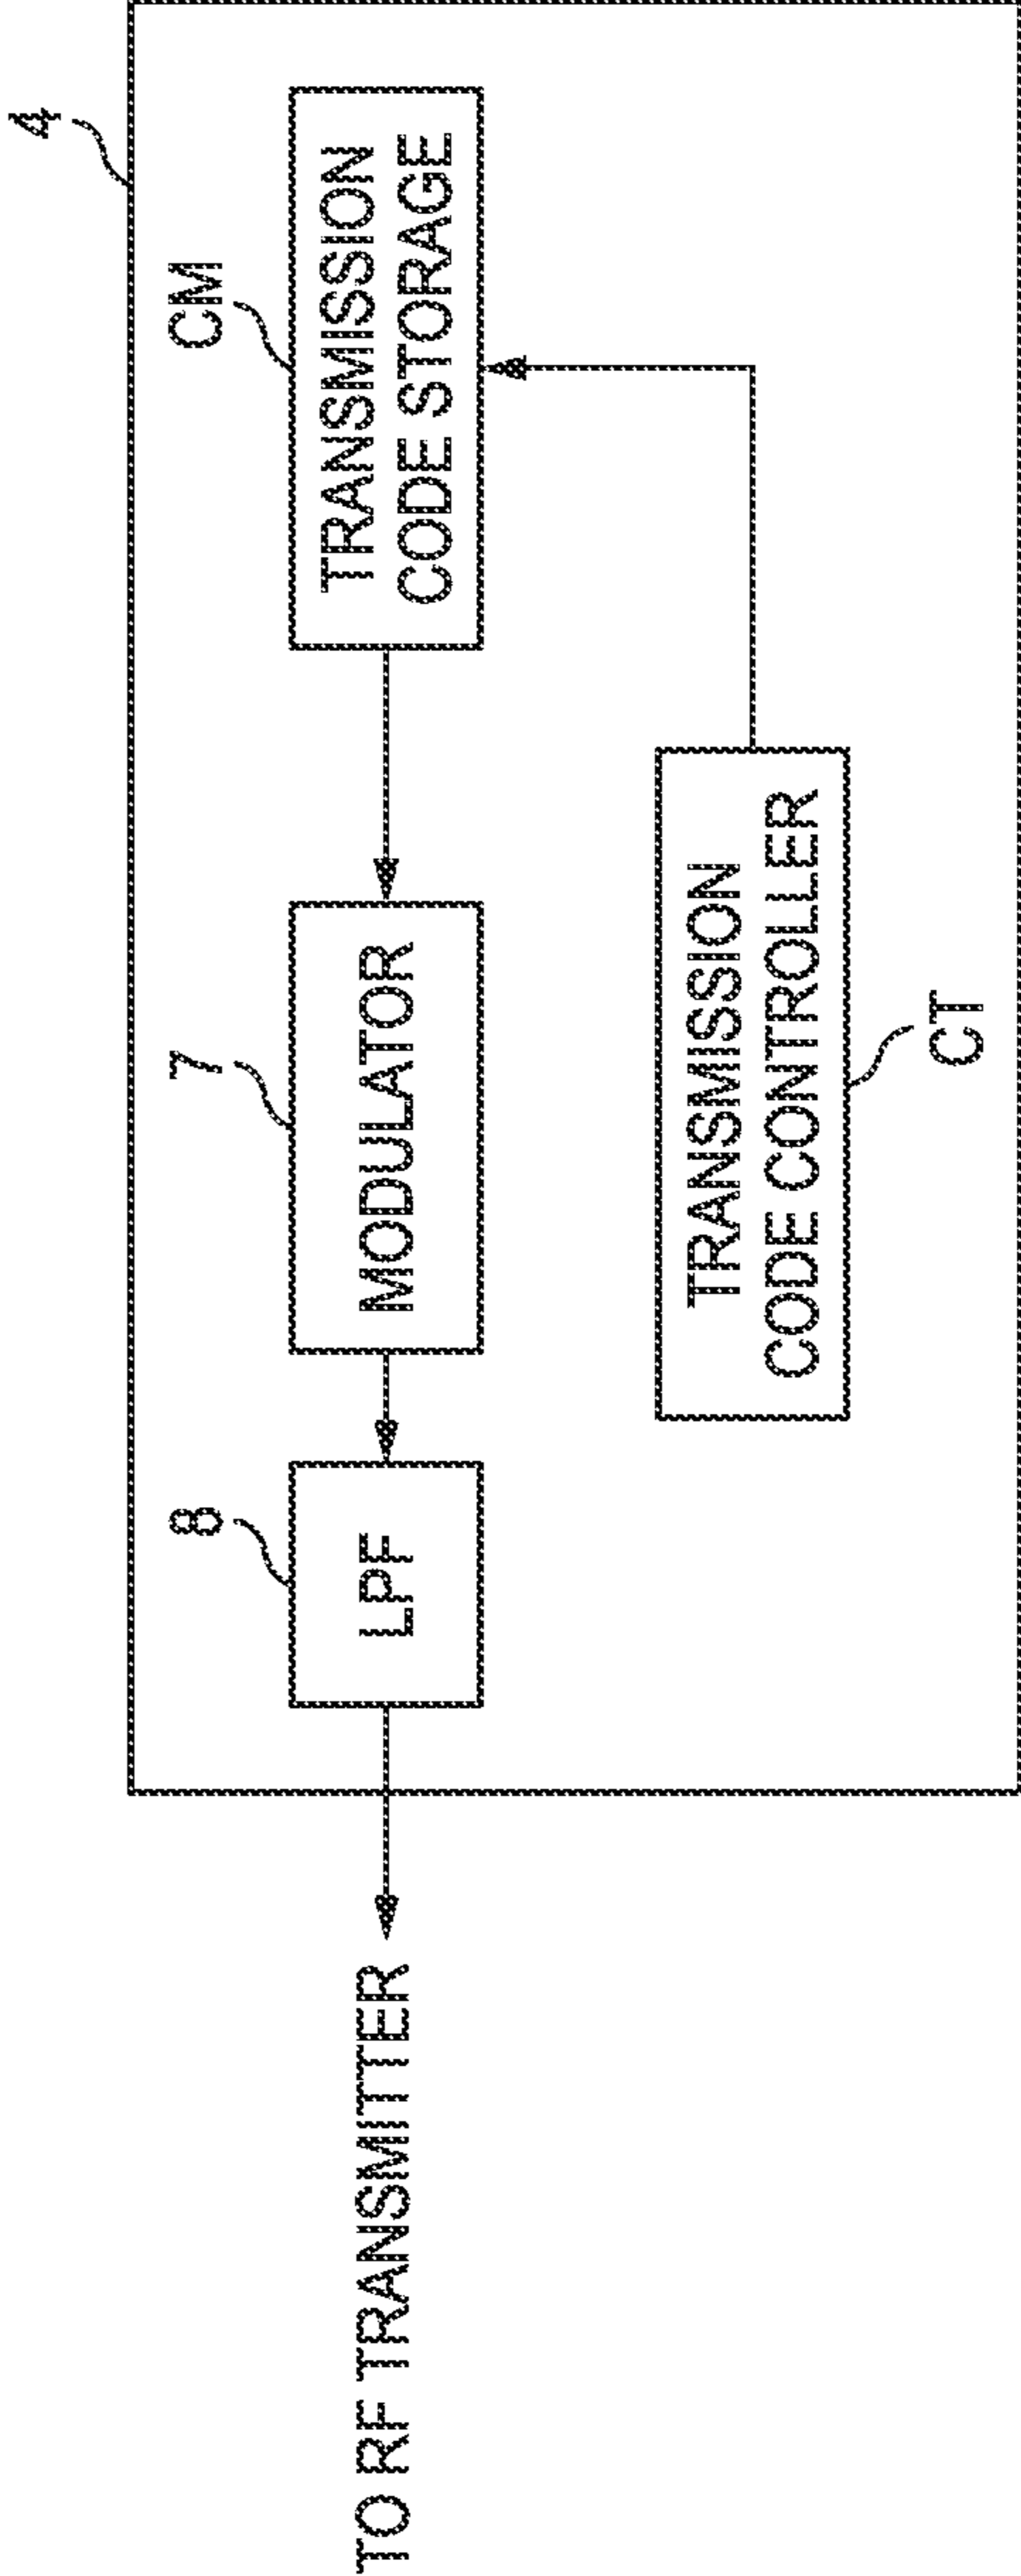 4
CM
TRANSMISSION
CODE STORAGE
7
MODULATOR
8
LPF
TO RF TRANSMITTER
TRANSMISSION
CODE CONTROLLER
CT